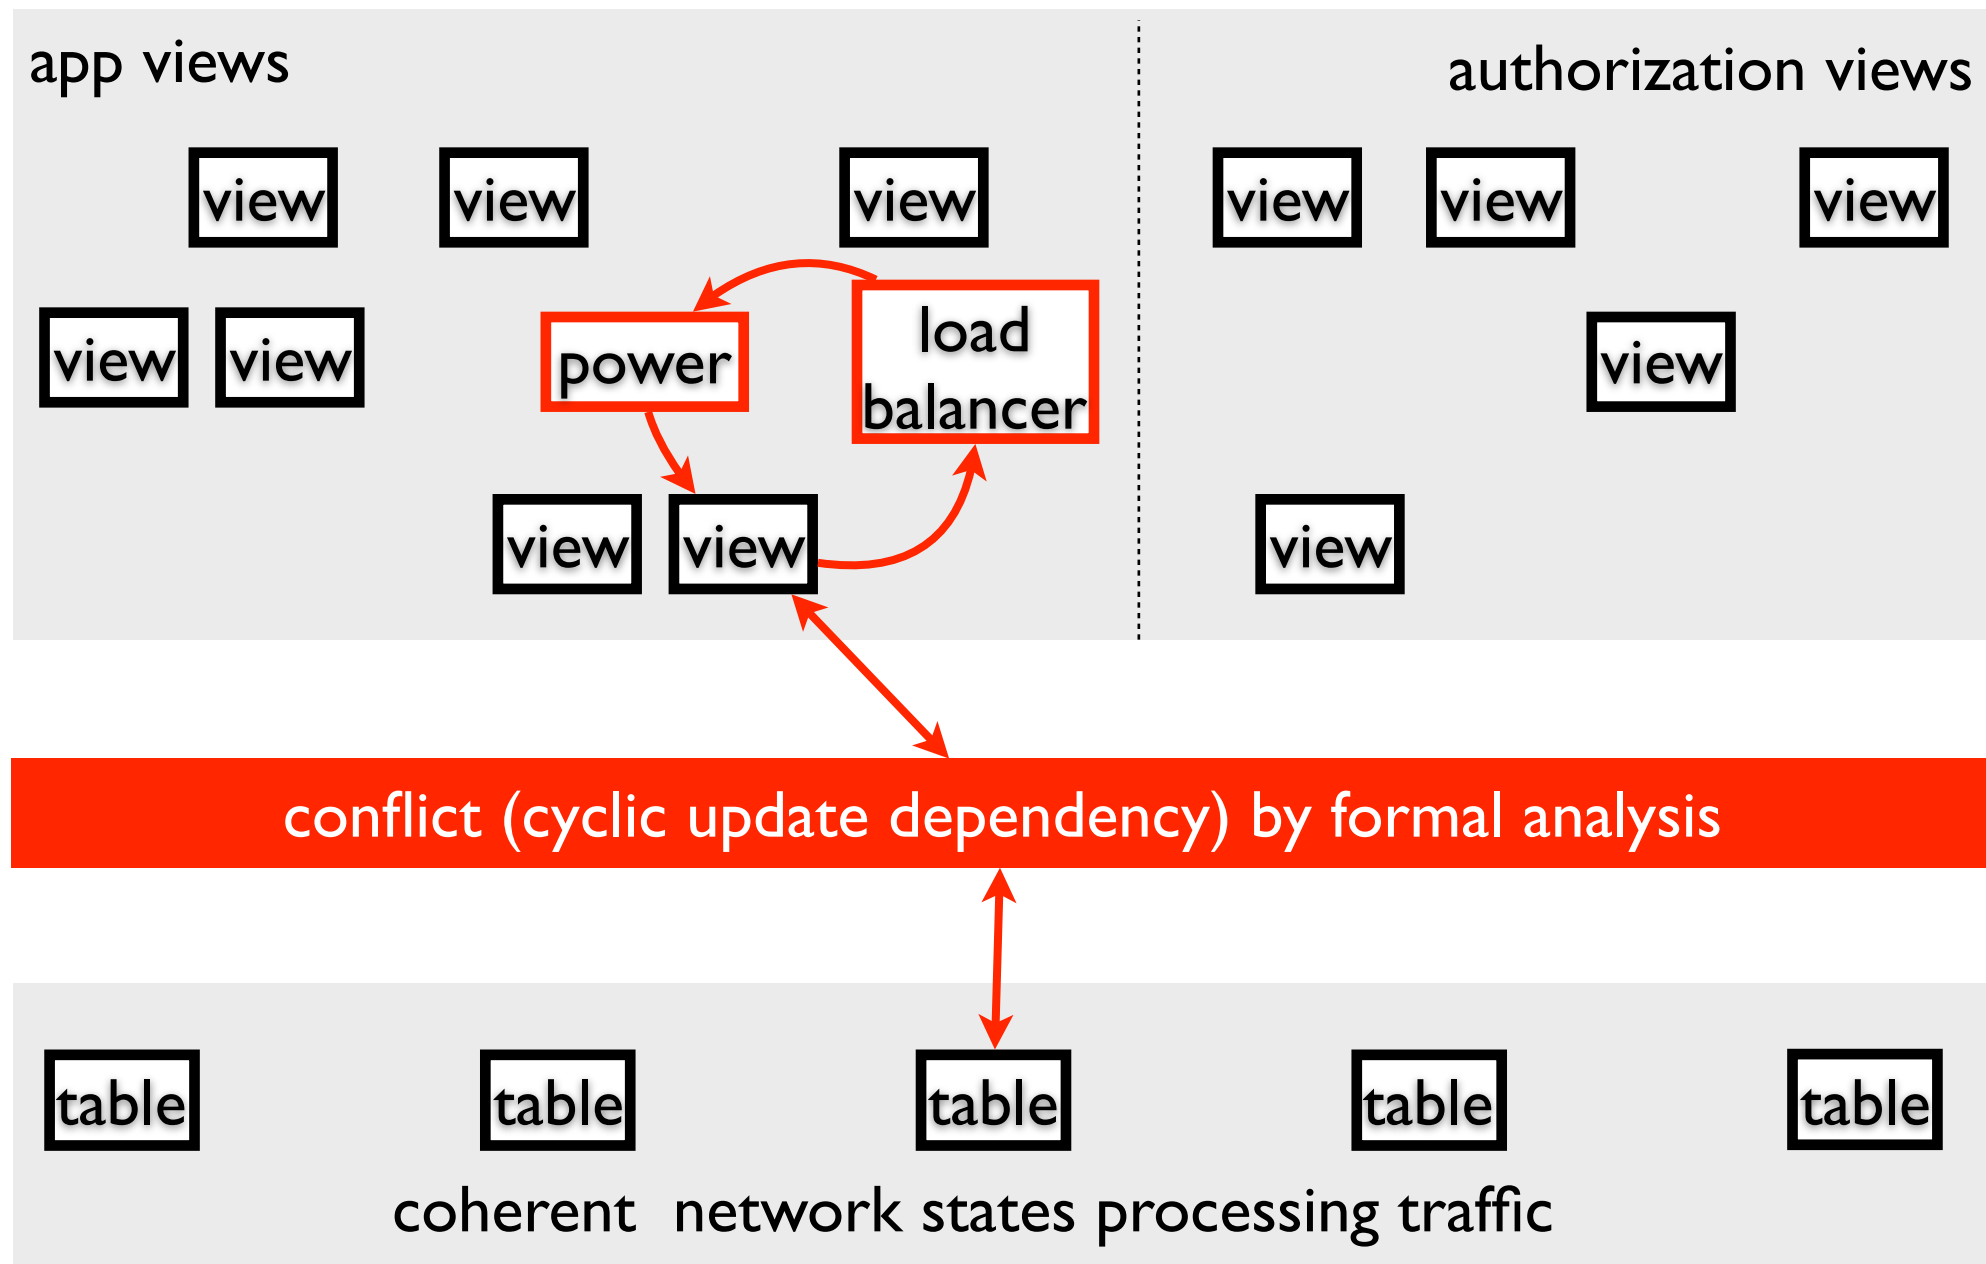 app views
authorization views
view
view
view
view
view
view
view
view
power
load
balancer
view
view
view
view
conflict (cyclic update dependency) by formal analysis
table
table
table
table
table
coherent network states processing traffic